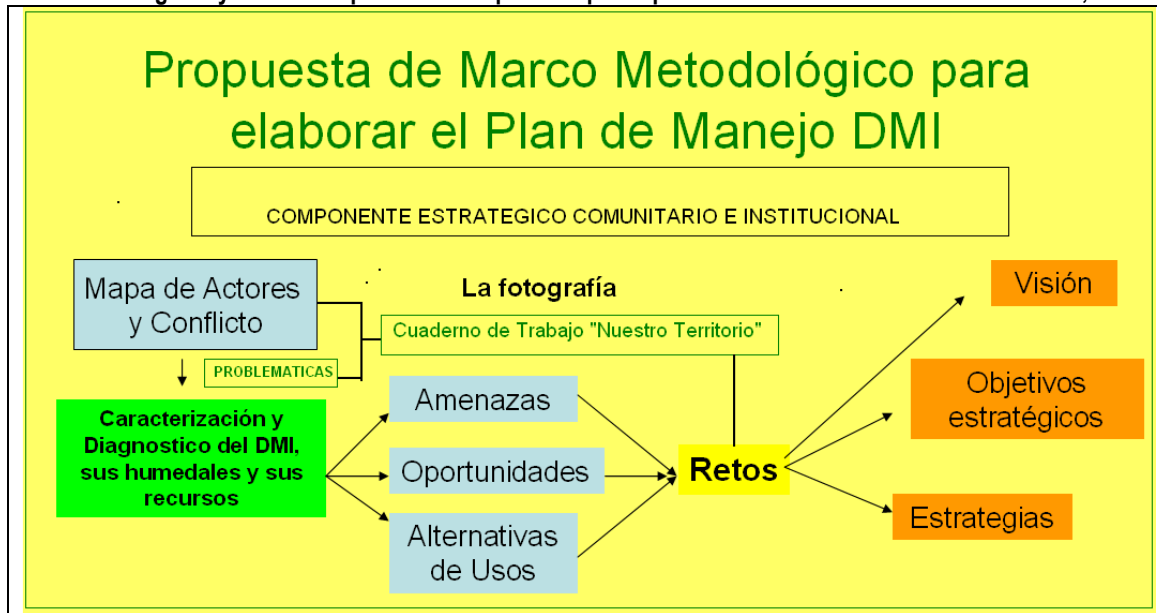 Propuesta de Marco Metodológico para
elaborar el Plan de Manejo DMI
COMPONENTE ESTRATEGICO COMUNITARIO E INSTITUCIONAL
Mapa de Actores
y Conflicto
La fotografía
Cuaderno de Trabajo "Nuestro Territorio"
PROBLEMATICAS
Caracterización y
Diagnostico del DMI,
sus humedales y sus
recursos
Amenazas
Oportunidades
Alternativas
de Usos
Retos
Visión
Objetivos
estratégicos
Estrategias